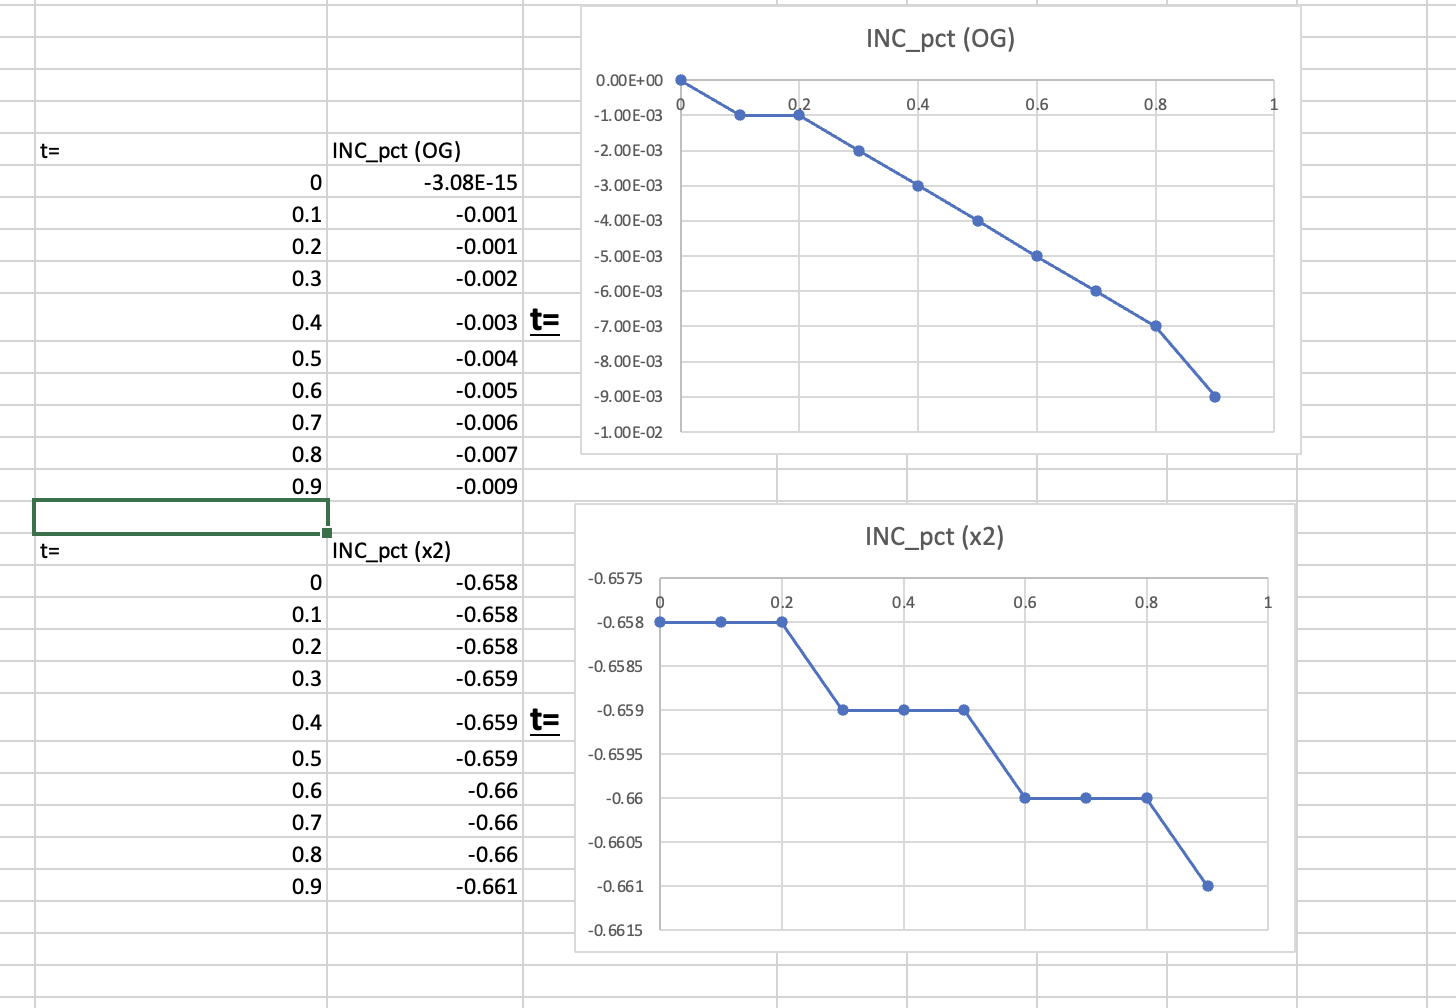 t= INC_pct (OG)
0 -3.08E-15
0.1 -0.001
0.2 -0.001
0.3 -0.002
0.4 -0.003 t=
0.5 -0.004
0.6 -0.005
0.7 -0.006
0.8 -0.007
0.9 -0.009
INC_pct (OG)
0.00E+00
0 0.2 0.4 0.6 0.8 1
-1.00E-03
-2.00E-03
-3.00E-03
-4.00E-03
-5.00E-03
-6.00E-03
-7.00E-03
-8.00E-03
-9.00E-03
-1.00E-02
t= INC_pct (x2)
0 -0.658
0.1 -0.658
0.2 -0.658
0.3 -0.659
0.4 -0.659 t=
0.5 -0.659
0.6 -0.66
0.7 -0.66
0.8 -0.66
0.9 -0.661
INC_pct (x2)
-0.6575
0 0.2 0.4 0.6 0.8 1
-0.658
-0.6585
-0.659
-0.6595
-0.66
-0.6605
-0.661
-0.6615